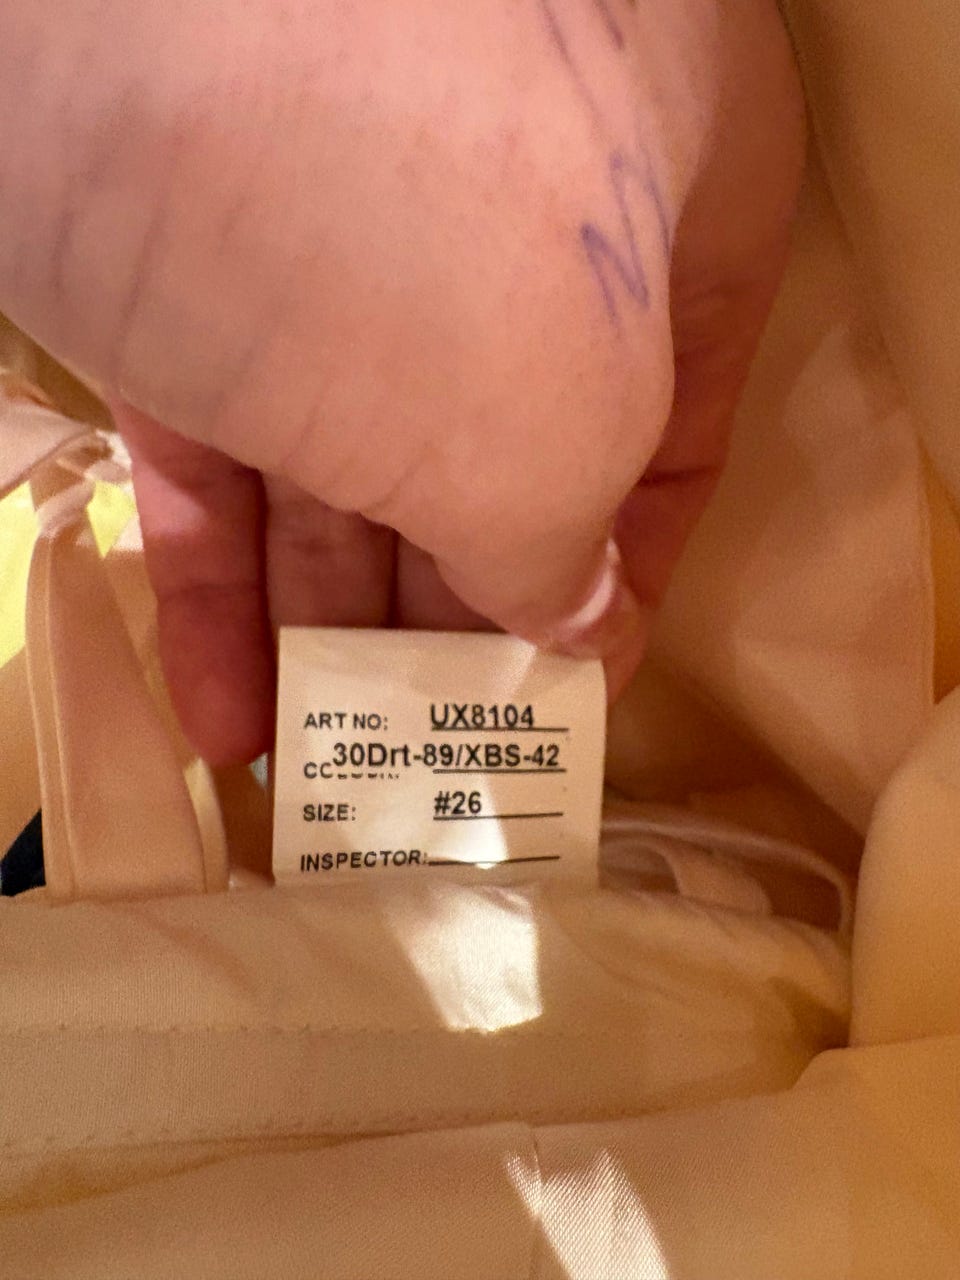 ART NO: UX8104
30Drt-89/XBS-42
SIZE: #26
INSPECTOR: